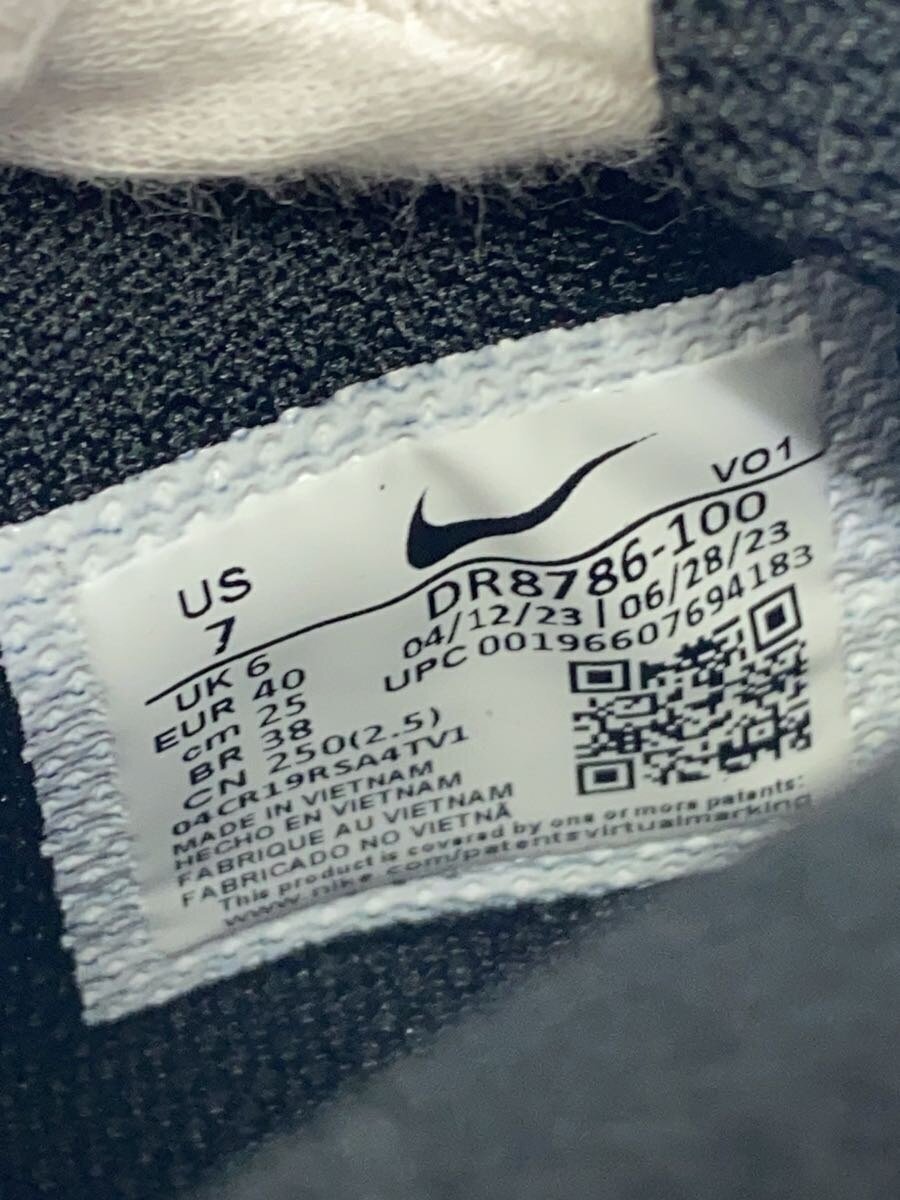 US
7
UK 6
EUR 40
cm 25
BR 38
CN 250(2.5)
04CR19RSA4TV1
MADE IN VIETNAM
HECHO EN VIETNAM
FABRIQUE AU VIETNAM
FABRICADO NO VIETNÃ
This product is covered by one or more patents:
www.nike.com/patentsvirtualmarking
VO1
DR8786-100
04/12/23 | 06/28/23
UPC 00196607694183